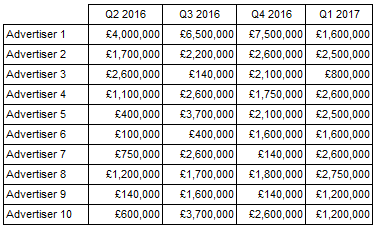 Q2 2016 Q3 2016 Q4 2016 Q1 2017
Advertiser 1 £4,000,000 £6,500,000 £7,500,000 £1,600,000
Advertiser 2 £1,700,000 £2,200,000 £2,600,000 £2,500,000
Advertiser 3 £2,600,000 £140,000 £2,100,000 £800,000
Advertiser 4 £1,100,000 £2,600,000 £1,750,000 £2,600,000
Advertiser 5 £400,000 £3,700,000 £2,100,000 £2,500,000
Advertiser 6 £100,000 £400,000 £1,600,000 £1,600,000
Advertiser 7 £750,000 £2,600,000 £140,000 £2,600,000
Advertiser 8 £1,200,000 £1,700,000 £1,800,000 £2,750,000
Advertiser 9 £140,000 £1,600,000 £140,000 £1,200,000
Advertiser 10 £600,000 £3,700,000 £2,600,000 £1,200,000